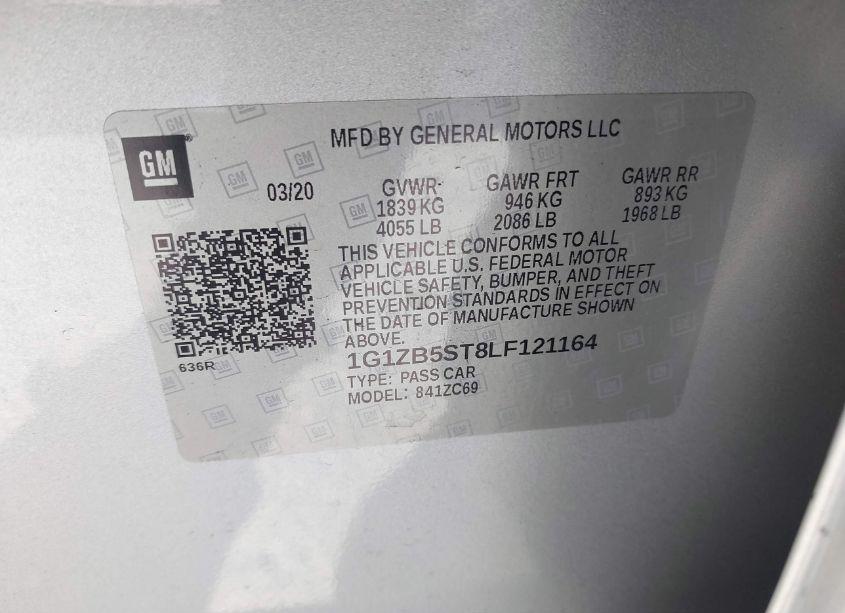 MFD BY GENERAL MOTORS LLC
GM
03/20
GVWR
1839 KG
4055 LB
GAWR FRT
946 KG
2086 LB
GAWR RR
893 KG
1968 LB
THIS VEHICLE CONFORMS TO ALL
APPLICABLE U.S. FEDERAL MOTOR
VEHICLE SAFETY, BUMPER, AND THEFT
PREVENTION STANDARDS IN EFFECT ON
THE DATE OF MANUFACTURE SHOWN
ABOVE.
1G1ZB5ST8LF121164
TYPE: PASS CAR
MODEL: 841ZC69
636R